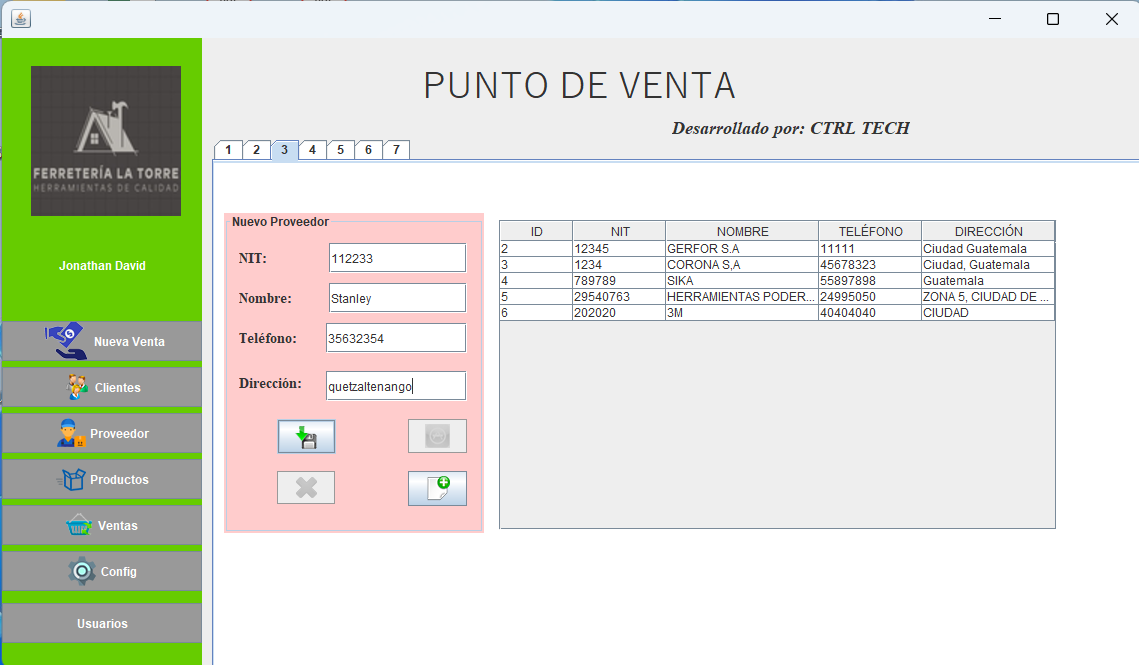 PUNTO DE VENTA
Desarrollado por: CTRL TECH
FERRETERÍA LA TORRE
HERRAMIENTAS DE CALIDAD
Jonathan David
Nueva Venta
Clientes
Proveedor
Productos
Ventas
Config
Usuarios
1 2 3 4 5 6 7
Nuevo Proveedor
NIT: 112233
Nombre: Stanley
Teléfono: 35632354
Dirección: quetzaltenango
ID NIT NOMBRE TELÉFONO DIRECCIÓN
2 12345 GERFOR S.A 11111 Ciudad Guatemala
3 1234 CORONA S,A 45678323 Ciudad, Guatemala
4 789789 SIKA 55897898 Guatemala
5 29540763 HERRAMIENTAS PODER... 24995050 ZONA 5, CIUDAD DE ...
6 202020 3M 40404040 CIUDAD